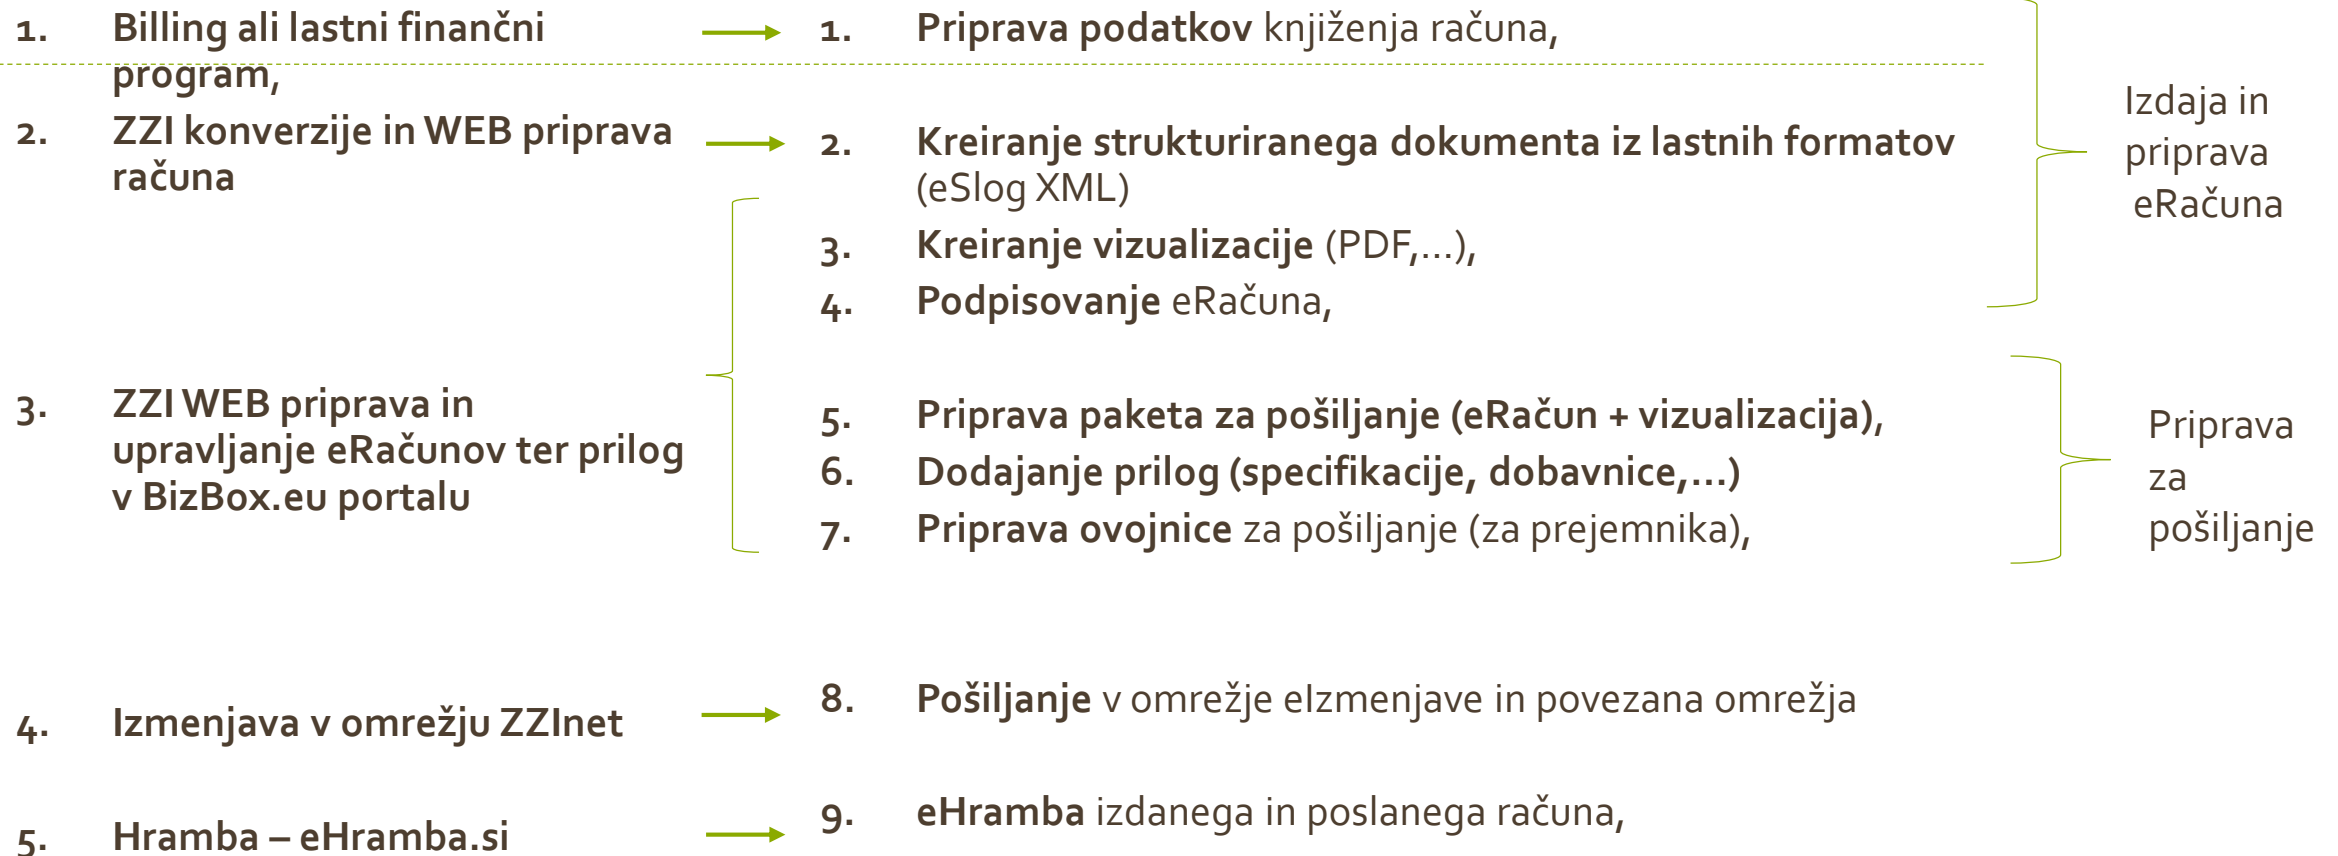 1. Billing ali lastni finančni
program,
2. ZZI konverzije in WEB priprava
računa
3. ZZI WEB priprava in
upravljanje eRačunov ter prilog
v BizBox.eu portalu
4. Izmenjava v omrežju ZZInet
5. Hramba – eHramba.si
1. Priprava podatkov knjiženja računa,
2. Kreiranje strukturiranega dokumenta iz lastnih formatov
(eSlog XML)
3. Kreiranje vizualizacije (PDF,...),
4. Podpisovanje eRačuna,
5. Priprava paketa za pošiljanje (eRačun + vizualizacija),
6. Dodajanje prilog (specifikacije, dobavnice,...)
7. Priprava ovojnice za pošiljanje (za prejemnika),
8. Pošiljanje v omrežje eIzmenjave in povezana omrežja
9. eHramba izdanega in poslanega računa,
Izdaja in
priprava
eRačuna
Priprava
za
pošiljanje